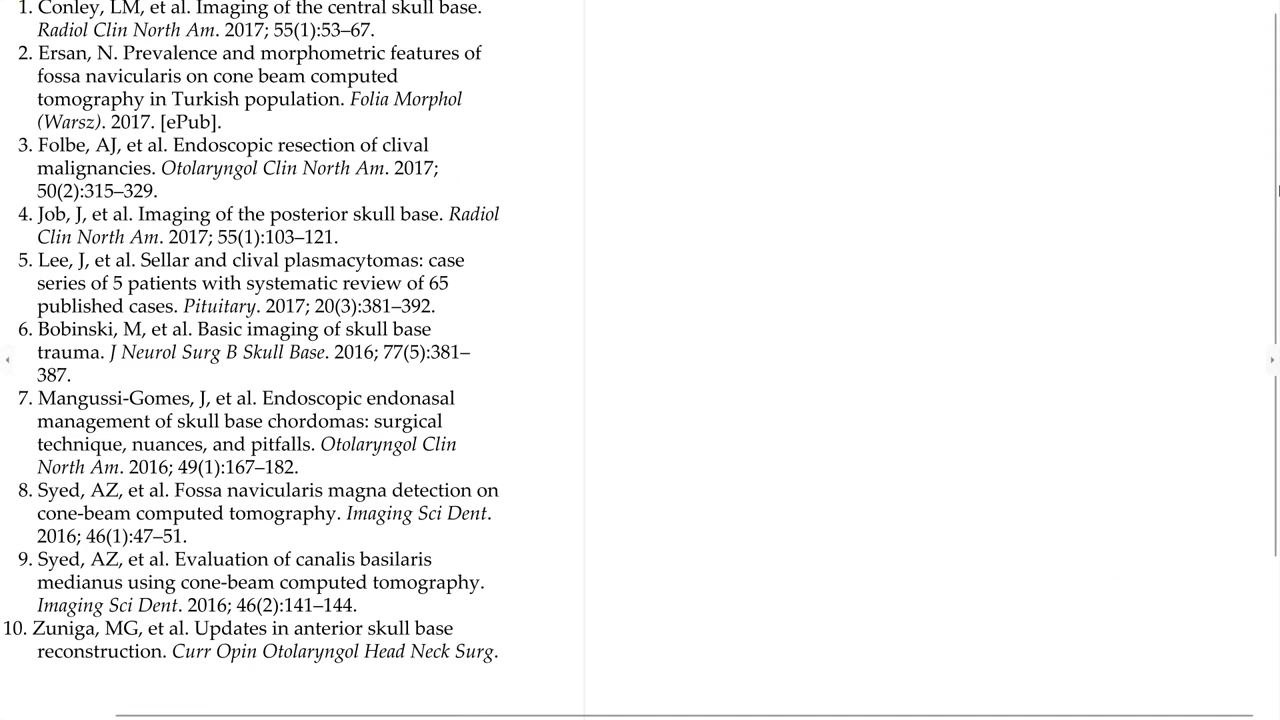 1. Conley, LM, et al. Imaging of the central skull base.
Radiol Clin North Am. 2017; 55(1):53–67.
2. Ersan, N. Prevalence and morphometric features of
fossa navicularis on cone beam computed
tomography in Turkish population. Folia Morphol
(Warsz). 2017. [ePub].
3. Folbe, AJ, et al. Endoscopic resection of clival
malignancies. Otolaryngol Clin North Am. 2017;
50(2):315–329.
4. Job, J, et al. Imaging of the posterior skull base. Radiol
Clin North Am. 2017; 55(1):103–121.
5. Lee, J, et al. Sellar and clival plasmacytomas: case
series of 5 patients with systematic review of 65
published cases. Pituitary. 2017; 20(3):381–392.
6. Bobinski, M, et al. Basic imaging of skull base
trauma. J Neurol Surg B Skull Base. 2016; 77(5):381–
387.
7. Mangussi-Gomes, J, et al. Endoscopic endonasal
management of skull base chordomas: surgical
technique, nuances, and pitfalls. Otolaryngol Clin
North Am. 2016; 49(1):167–182.
8. Syed, AZ, et al. Fossa navicularis magna detection on
cone-beam computed tomography. Imaging Sci Dent.
2016; 46(1):47–51.
9. Syed, AZ, et al. Evaluation of canalis basilaris
medianus using cone-beam computed tomography.
Imaging Sci Dent. 2016; 46(2):141–144.
10. Zuniga, MG, et al. Updates in anterior skull base
reconstruction. Curr Opin Otolaryngol Head Neck Surg.